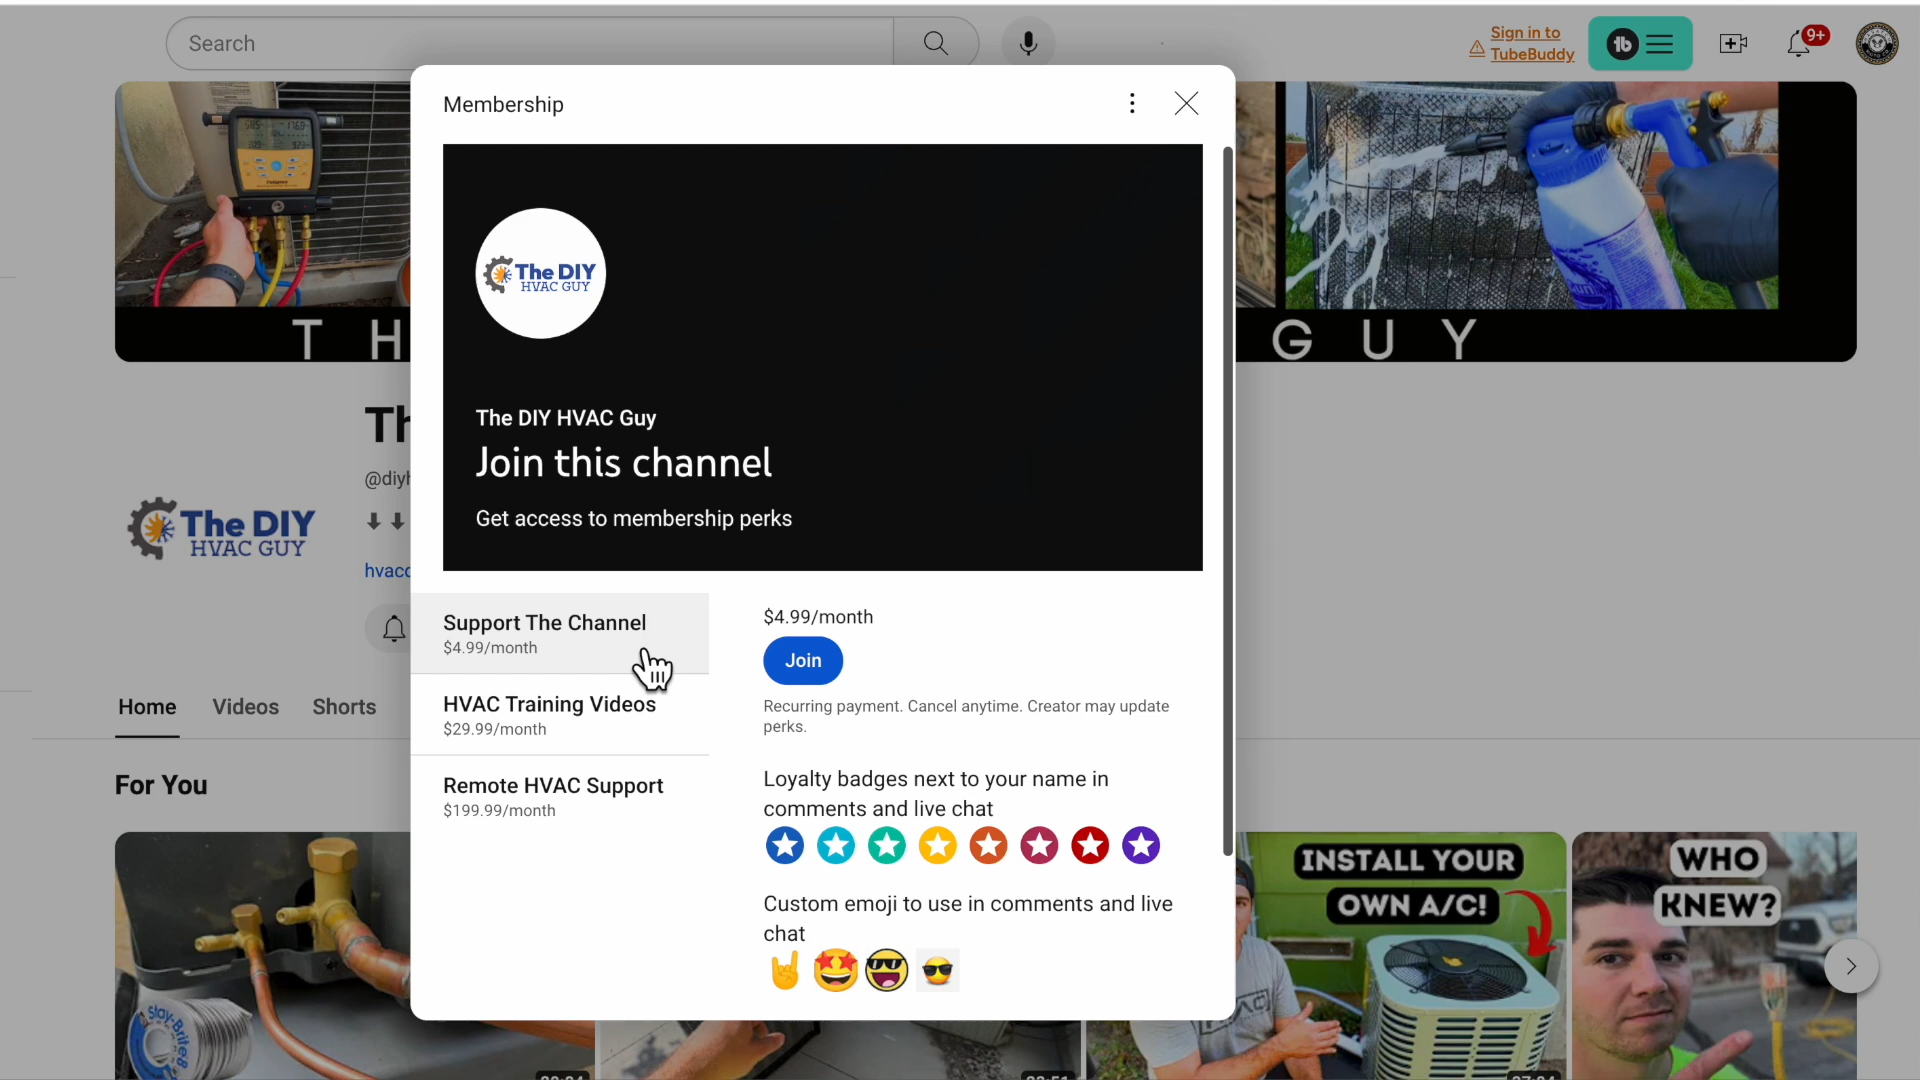 Search
Sign in to
TubeBuddy
9+
Membership
The DIY
HVAC GUY
The DIY HVAC Guy
Join this channel
Get access to membership perks
T H
G U Y
Th
@diyh
The DIY
HVAC GUY
hvacc
Support The Channel
$4.99/month
HVAC Training Videos
$29.99/month
Remote HVAC Support
$199.99/month
$4.99/month
Join
Recurring payment. Cancel anytime. Creator may update
perks.
Loyalty badges next to your name in
comments and live chat
Custom emoji to use in comments and live
chat
Home
Videos
Shorts
For You
Stay-Brite8
INSTALL YOUR
OWN A/C!
WHO
KNEW?